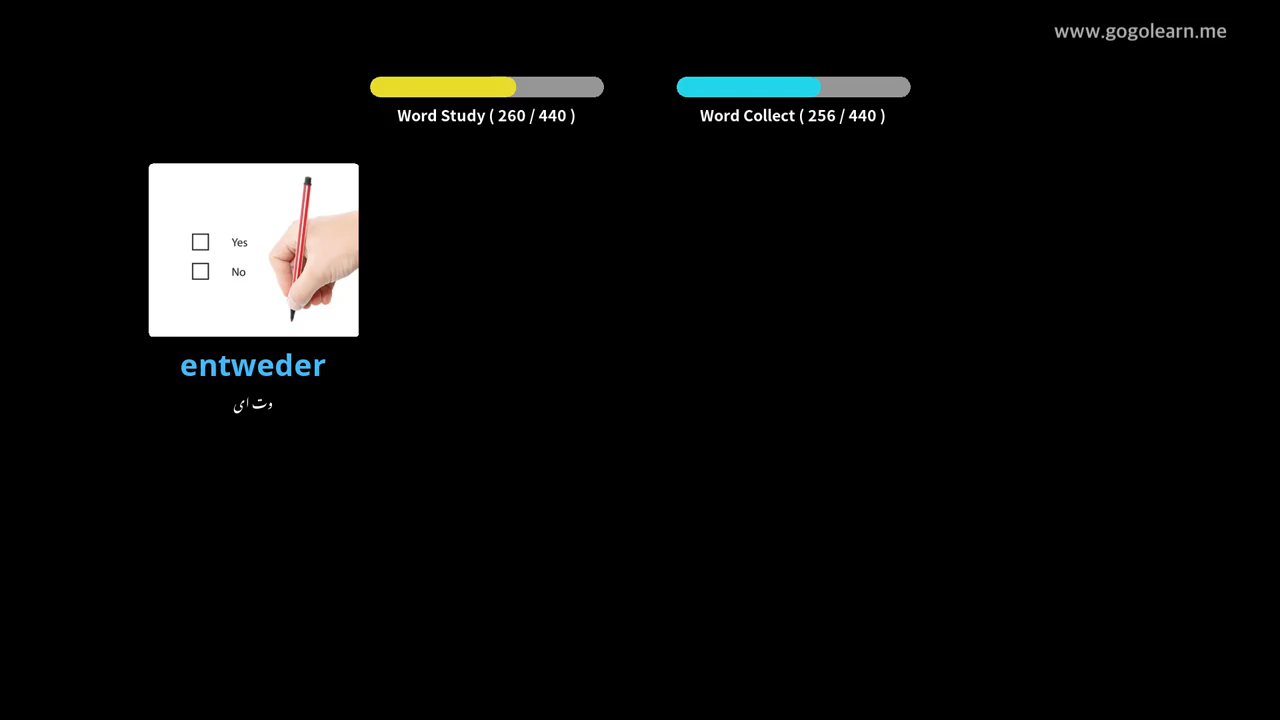 www.gogolearn.me
Word Study ( 260 / 440 )
Word Collect ( 256 / 440 )
Yes
No
entweder
وت ای